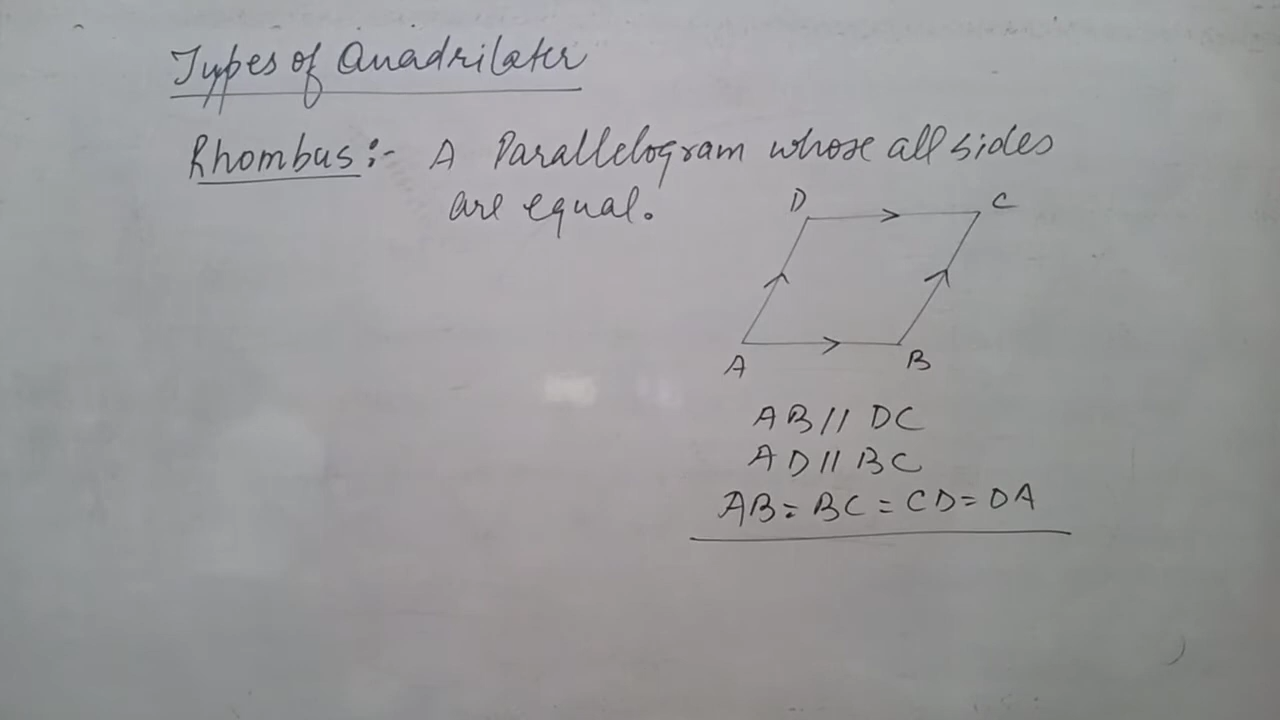 Types of Quadrilater
Rhombus :- A Parallelogram whose all sides
are equal.
D C
A B
AB // DC
AD // BC
AB = BC = CD = DA